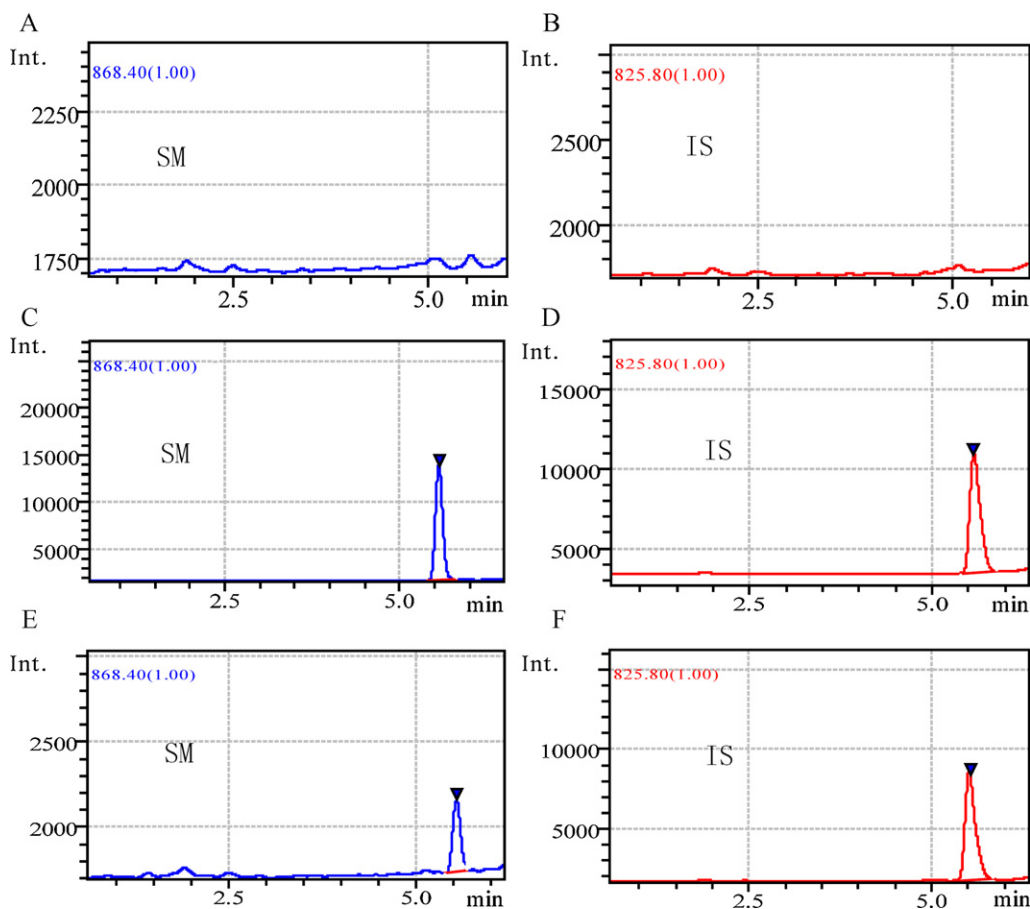 A
Int.
868.40(1.00)
2250
SM
2000
1750
2.5
5.0
min
B
Int.
825.80(1.00)
2500
IS
2000
2.5
5.0
min
C
Int.
868.40(1.00)
20000
SM
15000
10000
5000
2.5
5.0
min
D
Int.
825.80(1.00)
15000
IS
10000
5000
2.5
5.0
min
E
Int.
868.40(1.00)
2500
SM
2000
2.5
5.0
min
F
Int.
825.80(1.00)
10000
IS
5000
2.5
5.0
min